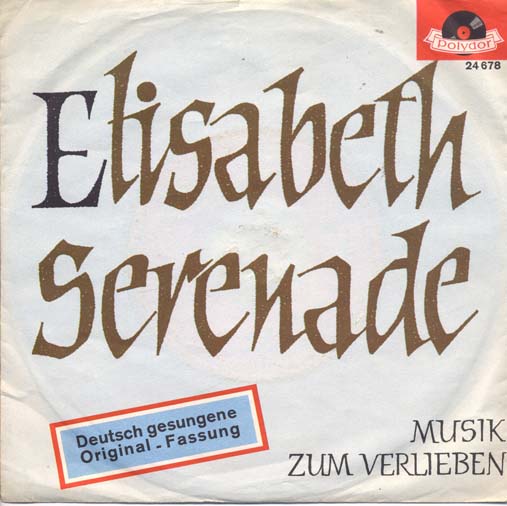 Polydor
24 678
Elisabeth
Serenade
Deutsch gesungene
Original - Fassung
MUSIK
ZUM VERLIEBEN